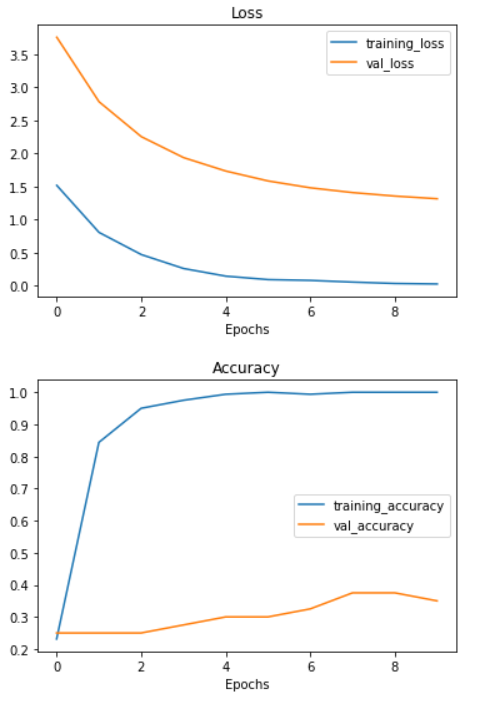 Loss
training_loss
val_loss
3.5
3.0
2.5
2.0
1.5
1.0
0.5
0.0
0 2 4 6 8
Epochs
Accuracy
1.0
0.9
0.8
0.7
0.6
0.5
0.4
0.3
0.2
training_accuracy
val_accuracy
0 2 4 6 8
Epochs